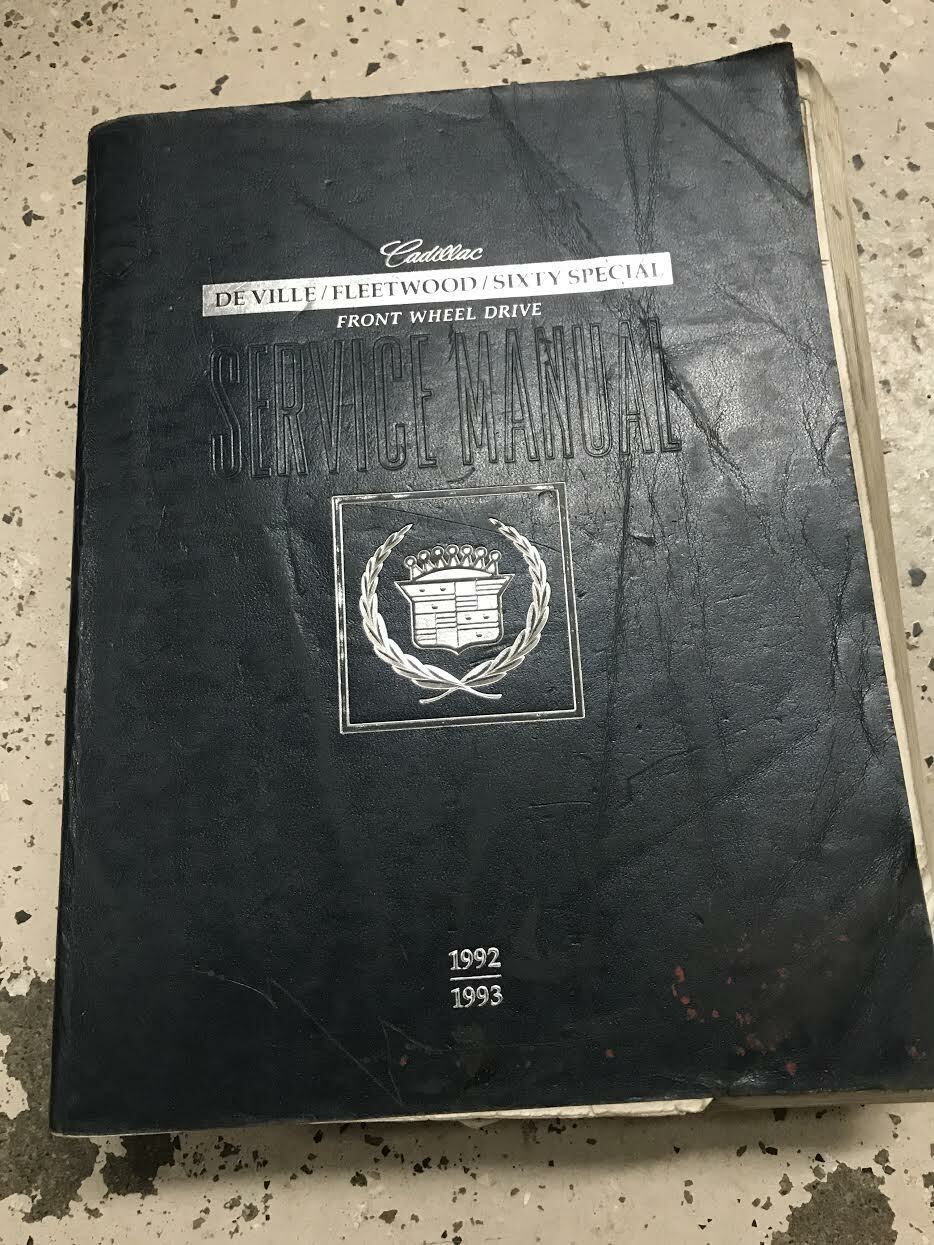 Cadillac
DE VILLE/FLEETWOOD/SIXTY SPECIAL
FRONT WHEEL DRIVE
SERVICE MANUAL
1992
1993